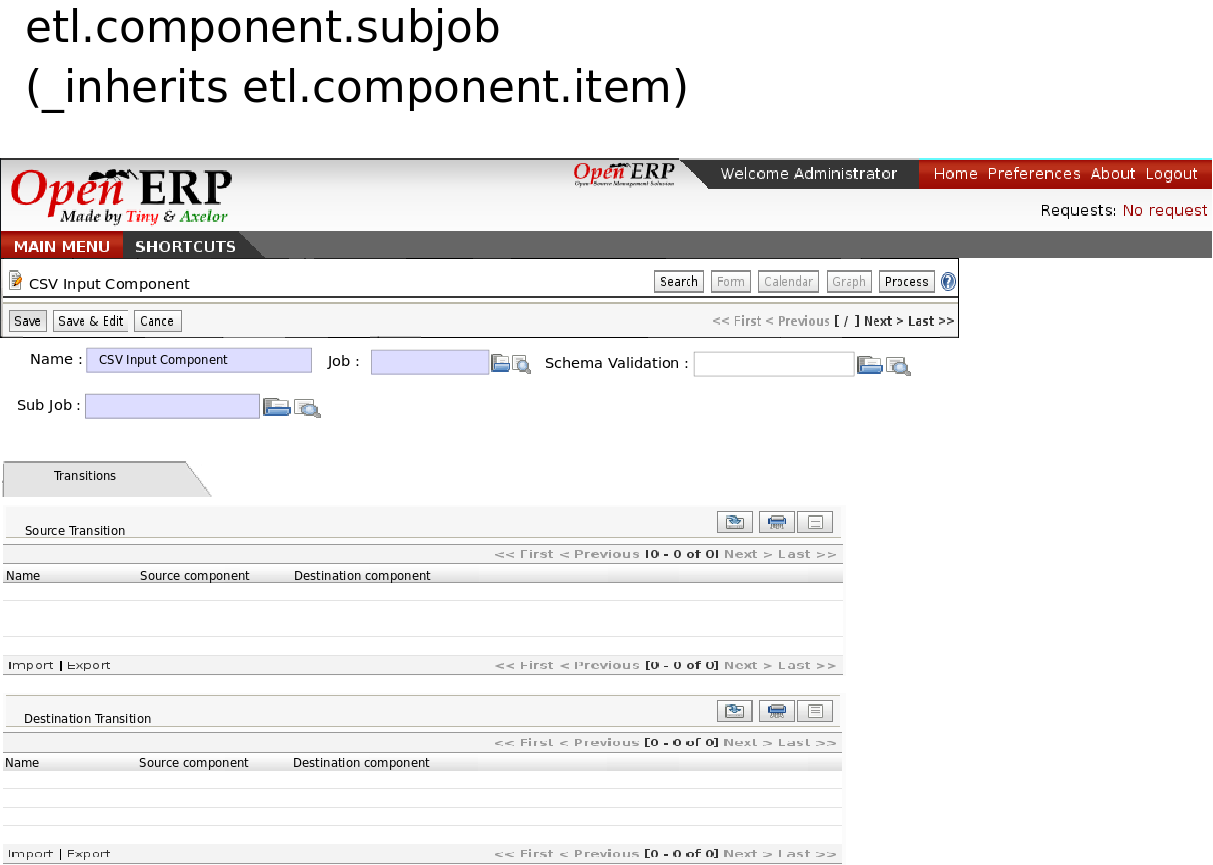 etl.component.subjob
(_inherits etl.component.item)
Open ERP
Made by Tiny & Axelor
Open ERP
Open Source Management Solution
Welcome Administrator
Home Preferences About Logout
Requests: No request
MAIN MENU SHORTCUTS
CSV Input Component
Search Form Calendar Graph Process ?
Save Save & Edit Cance
<< First < Previous [ / ] Next > Last >>
Name : CSV Input Component Job : Schema Validation :
Sub Job :
Transitions
Source Transition
<< First < Previous [0 - 0 of 0] Next > Last >>
Name Source component Destination component
Import | Export << First < Previous [0 - 0 of 0] Next > Last >>
Destination Transition
<< First < Previous [0 - 0 of 0] Next > Last >>
Name Source component Destination component
Import | Export << First < Previous [0 - 0 of 0] Next > Last >>